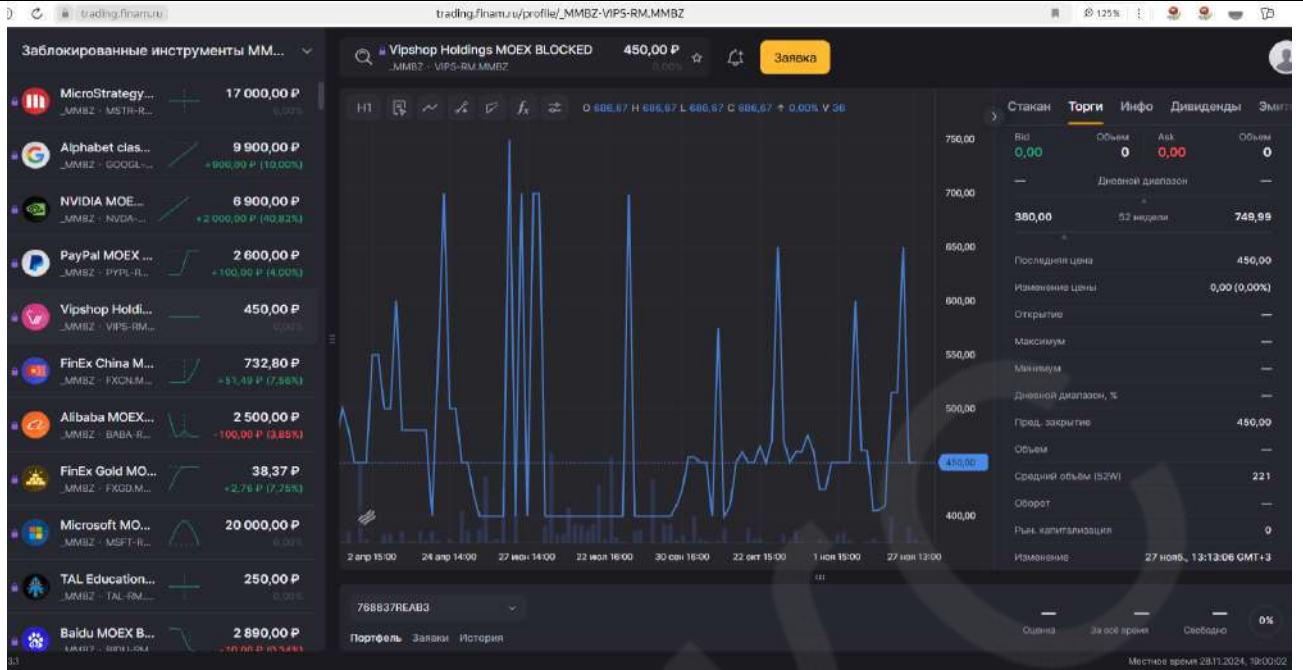 trading.finam.ru
trading.finam.ru/profile/_MMBZ-VIPS-RM.MMBZ
125%
Заблокированные инструменты ММ...
MicroStrategy...
17 000,00 ₽
_MMBZ · MSTR-R...
0,00%
Alphabet clas...
9 900,00 ₽
_MMBZ · GOOGL-...
+900,00 ₽ (10,00%)
NVIDIA MOE...
6 900,00 ₽
_MMBZ · NVDA-...
+2 000,00 ₽ (40,82%)
PayPal MOEX ...
2 600,00 ₽
_MMBZ · PYPL-R...
+100,00 ₽ (4,00%)
Vipshop Holdi...
450,00 ₽
_MMBZ · VIPS-RM...
0,00%
FinEx China M...
732,80 ₽
_MMBZ · FXCN.M...
+51,49 ₽ (7,56%)
Alibaba MOEX...
2 500,00 ₽
_MMBZ · BABA-R...
-100,00 ₽ (3,85%)
FinEx Gold MO...
38,37 ₽
_MMBZ · FXGD.M...
+2,76 ₽ (7,75%)
Microsoft MO...
20 000,00 ₽
_MMBZ · MSFT-R...
0,00%
TAL Education...
250,00 ₽
_MMBZ · TAL-RM....
0,00%
Baidu MOEX B...
2 890,00 ₽
Vipshop Holdings MOEX BLOCKED
450,00 ₽
_MMBZ · VIPS-RM.MMBZ
0,00%
Заявка
H1
fx
O 686,67 H 686,67 L 686,67 C 686,67 0,00% V 36
750,00
700,00
650,00
600,00
550,00
500,00
450,00
400,00
2 апр 15:00
24 апр 14:00
27 июн 14:00
22 июл 16:00
30 сен 16:00
22 окт 15:00
1 ноя 15:00
27 ноя 13:00
Стакан
Торги
Инфо
Дивиденды
Эмит
Bid
Объем
Ask
Объем
0,00
0
0,00
0
—
Дневной диапазон
—
380,00
52 недели
749,99
Последняя цена
450,00
Изменение цены
0,00 (0,00%)
Открытие
—
Максимум
—
Минимум
—
Дневной диапазон, %
—
Пред. закрытие
450,00
Объем
—
Средний объём (52W)
221
Оборот
—
Рын. капитализация
0
Изменение
27 нояб., 13:13:06 GMT+3
768837REAB3
Портфель
Заявки
История
—
Оценка
—
За всё время
—
Свободно
0%
Местное время 28.11.2024, 19:00:02